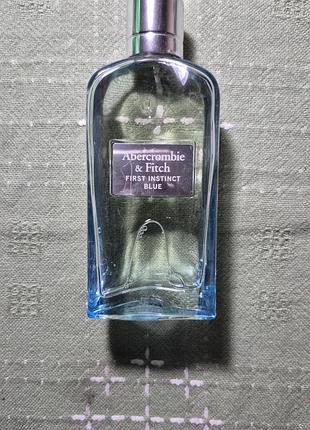 Abercrombie
& Fitch
FIRST INSTINCT
BLUE